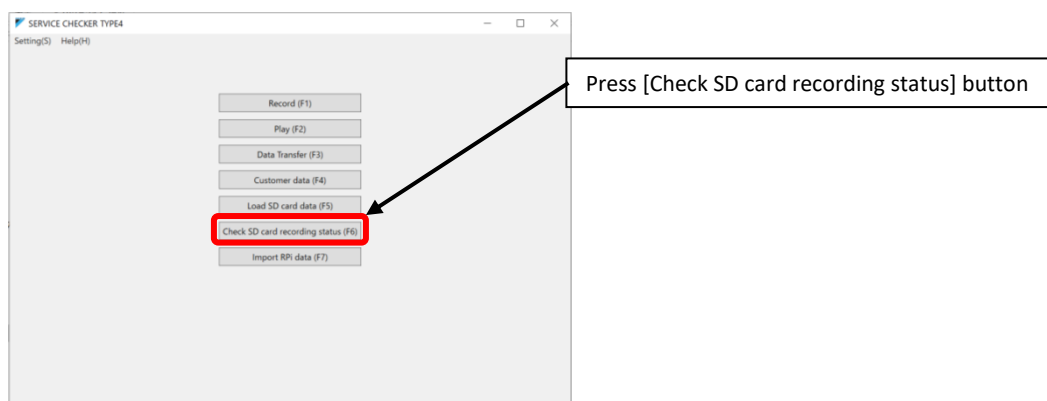 SERVICE CHECKER TYPE4
Setting(S) Help(H)
Press [Check SD card recording status] button
Record (F1)
Play (F2)
Data Transfer (F3)
Customer data (F4)
Load SD card data (F5)
Check SD card recording status (F6)
Import RPi data (F7)